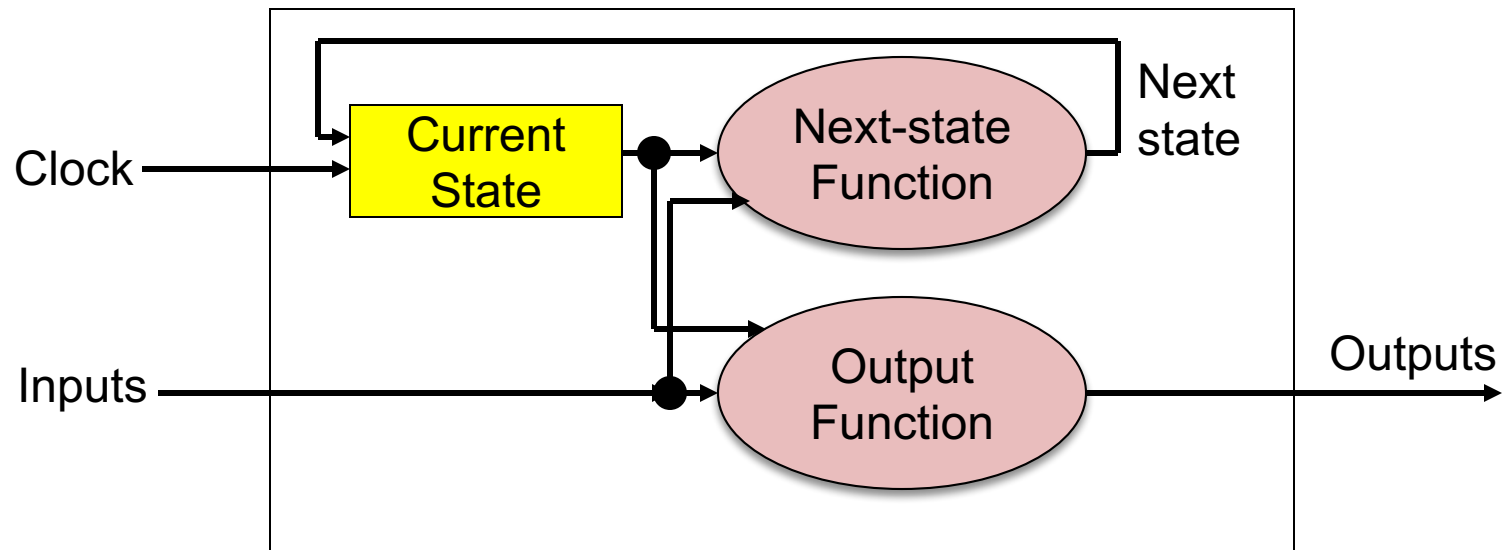 Clock
Current
State
Next-state
Function
Next
state
Inputs
Output
Function
Outputs